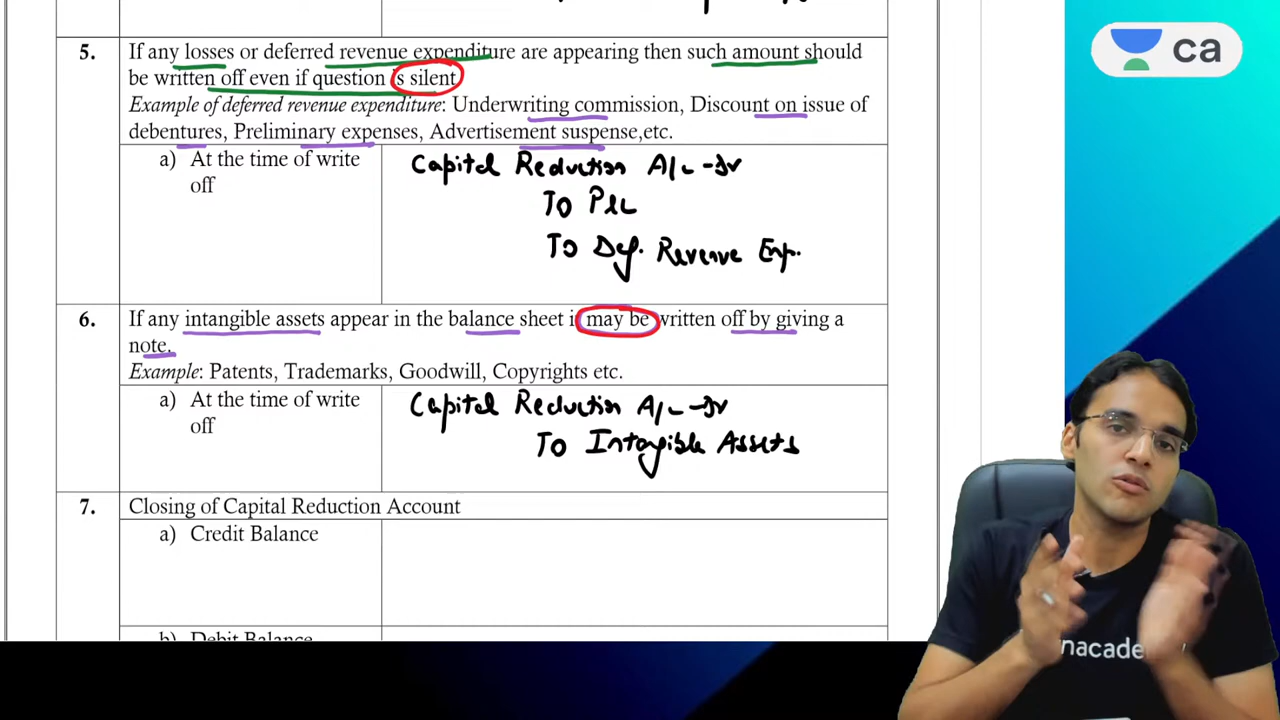 ca
5.
If any losses or deferred revenue expenditure are appearing then such amount should
be written off even if question is silent
Example of deferred revenue expenditure: Underwriting commission, Discount on issue of
debentures, Preliminary expenses, Advertisement suspense,etc.
a) At the time of write
off
Capital Reduction A/c -Dr
To P&L
To Def. Revenue Exp.
6.
If any intangible assets appear in the balance sheet i may be written off by giving a
note.
Example: Patents, Trademarks, Goodwill, Copyrights etc.
a) At the time of write
off
Capital Reduction A/c -Dr
To Intangible Assets
7.
Closing of Capital Reduction Account
a) Credit Balance
b) Debit Balance
nacade